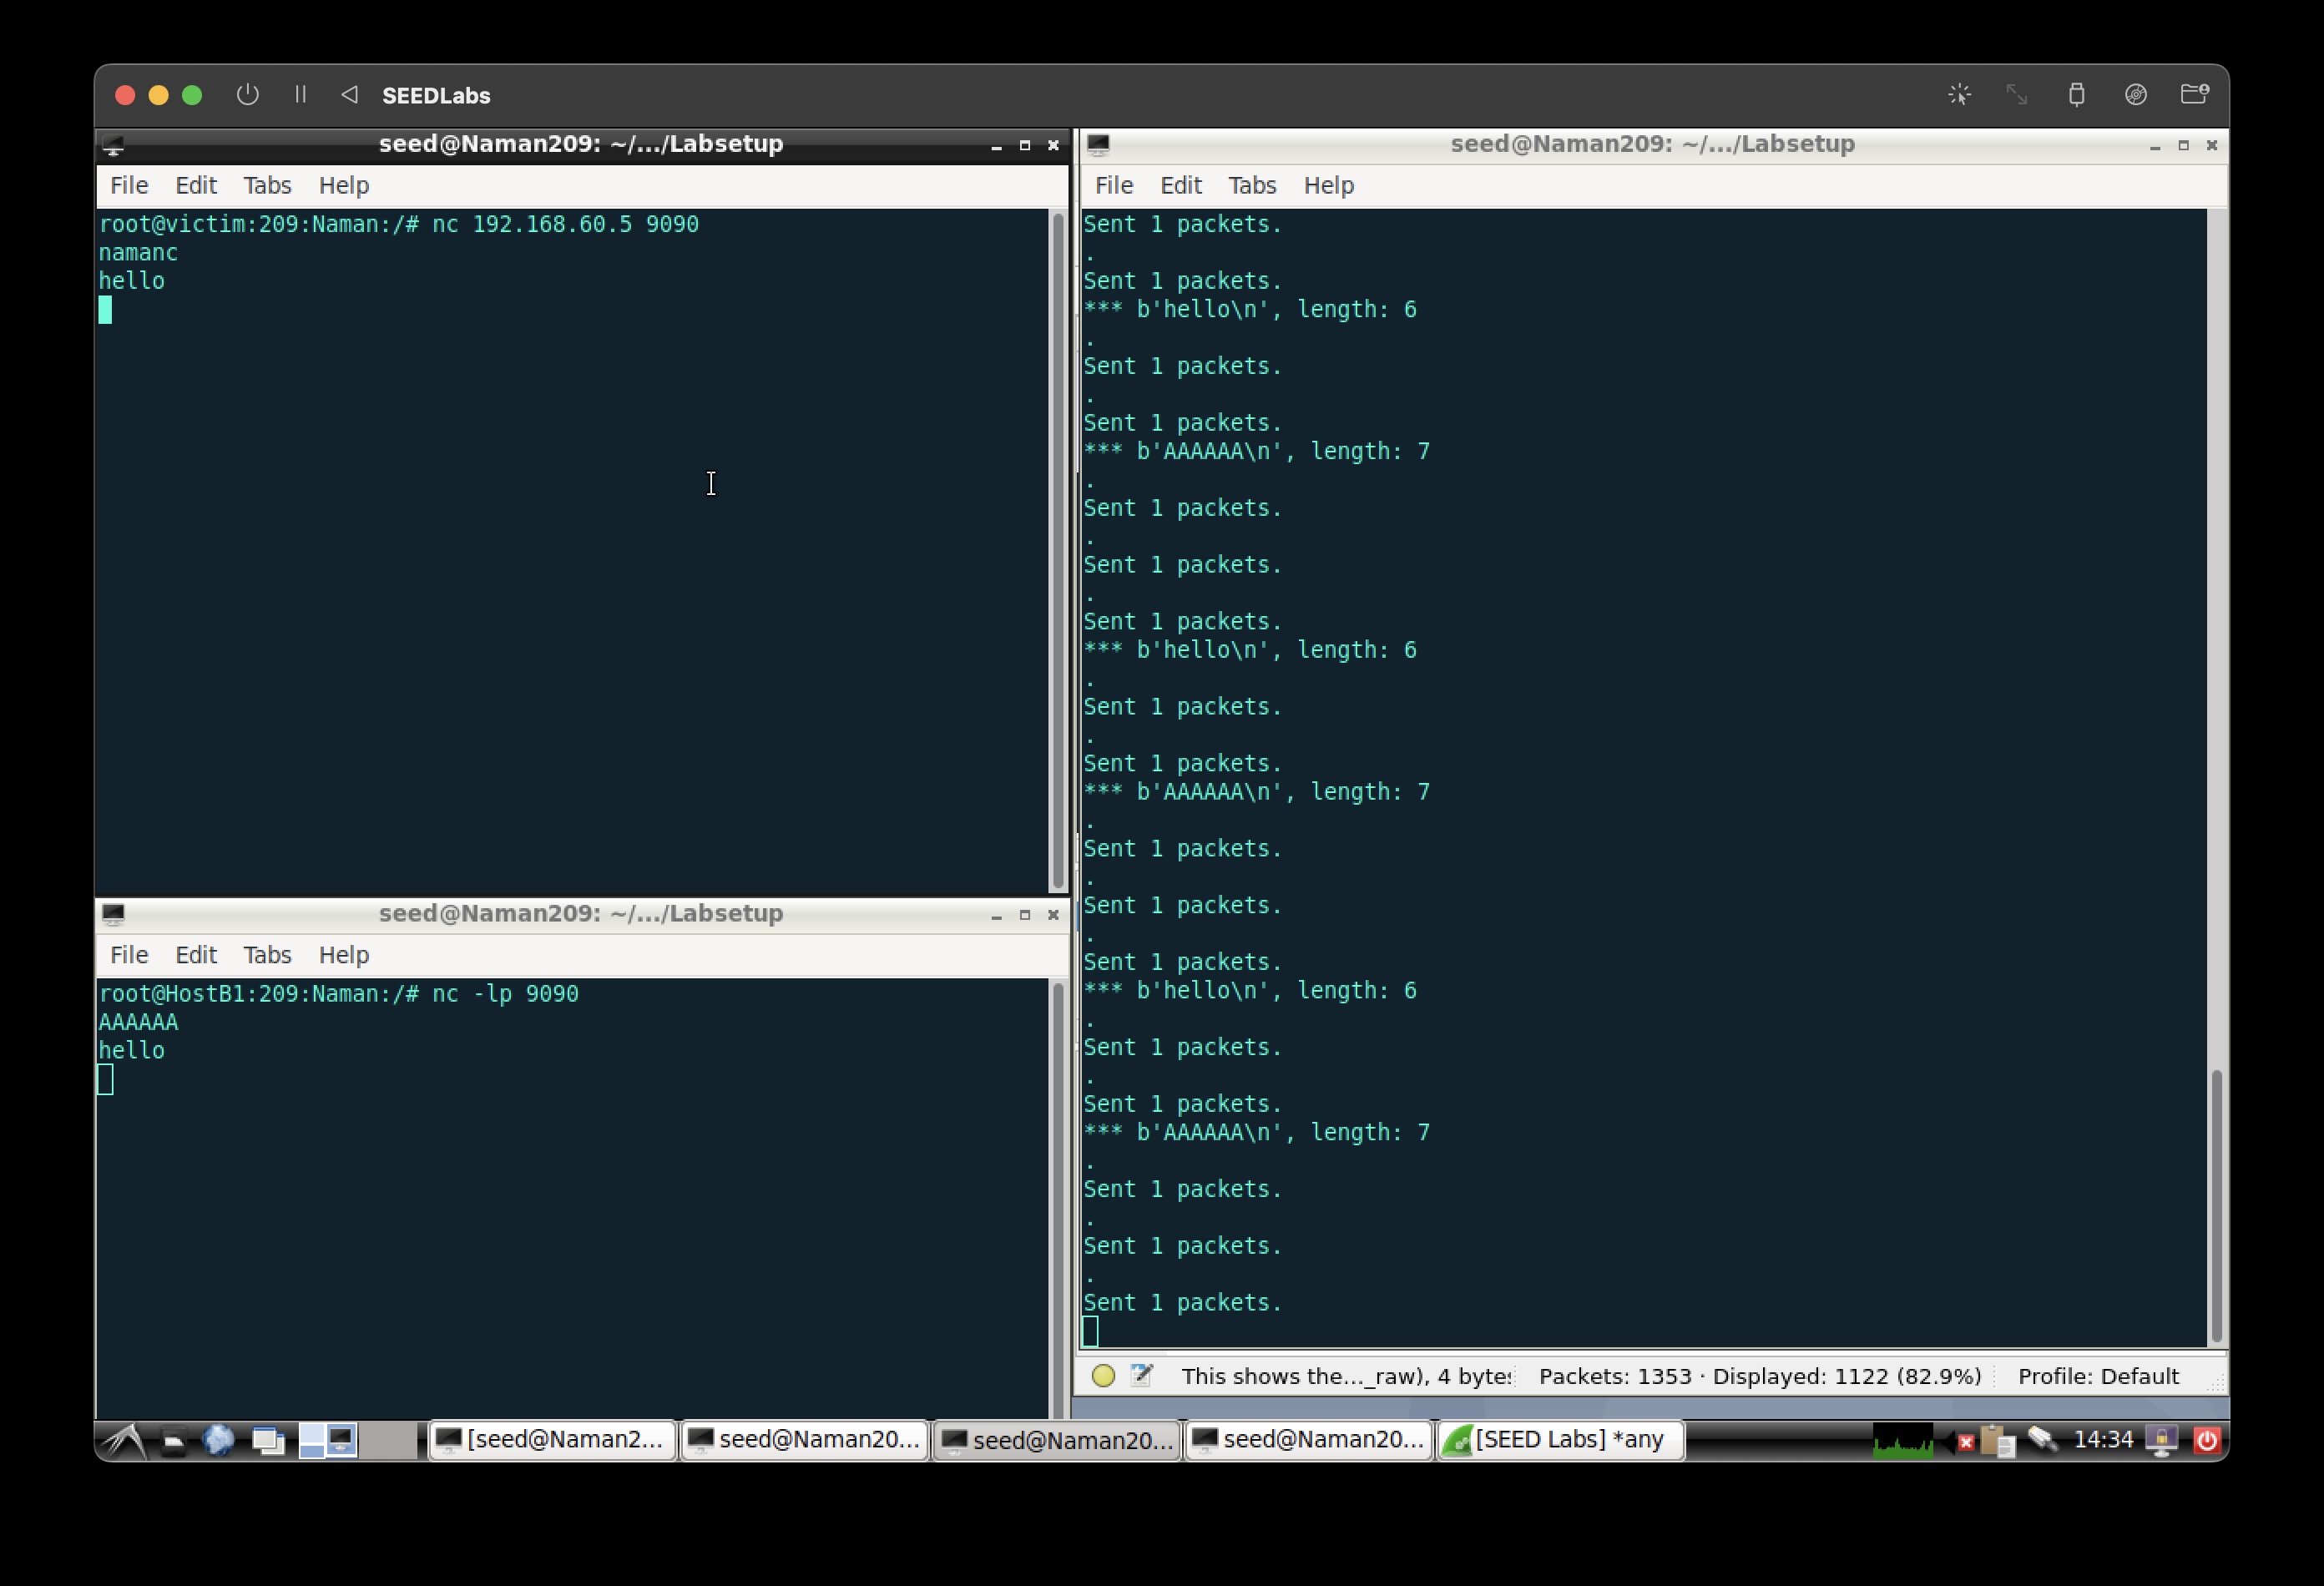 SEEDLabs
seed@Naman209: ~/.../Labsetup
File Edit Tabs Help
root@victim:209:Naman:/# nc 192.168.60.5 9090
namanc
hello
seed@Naman209: ~/.../Labsetup
File Edit Tabs Help
root@HostB1:209:Naman:/# nc -lp 9090
AAAAAA
hello
seed@Naman209: ~/.../Labsetup
File Edit Tabs Help
Sent 1 packets.
.
Sent 1 packets.
*** b'hello\n', length: 6
.
Sent 1 packets.
.
Sent 1 packets.
*** b'AAAAAA\n', length: 7
.
Sent 1 packets.
.
Sent 1 packets.
.
Sent 1 packets.
*** b'hello\n', length: 6
.
Sent 1 packets.
.
Sent 1 packets.
*** b'AAAAAA\n', length: 7
.
Sent 1 packets.
.
Sent 1 packets.
.
Sent 1 packets.
*** b'hello\n', length: 6
.
Sent 1 packets.
.
Sent 1 packets.
*** b'AAAAAA\n', length: 7
.
Sent 1 packets.
.
Sent 1 packets.
.
Sent 1 packets.
This shows the..._raw), 4 bytes Packets: 1353 · Displayed: 1122 (82.9%) Profile: Default
[seed@Naman2... seed@Naman20... seed@Naman20... seed@Naman20... [SEED Labs] *any 14:34